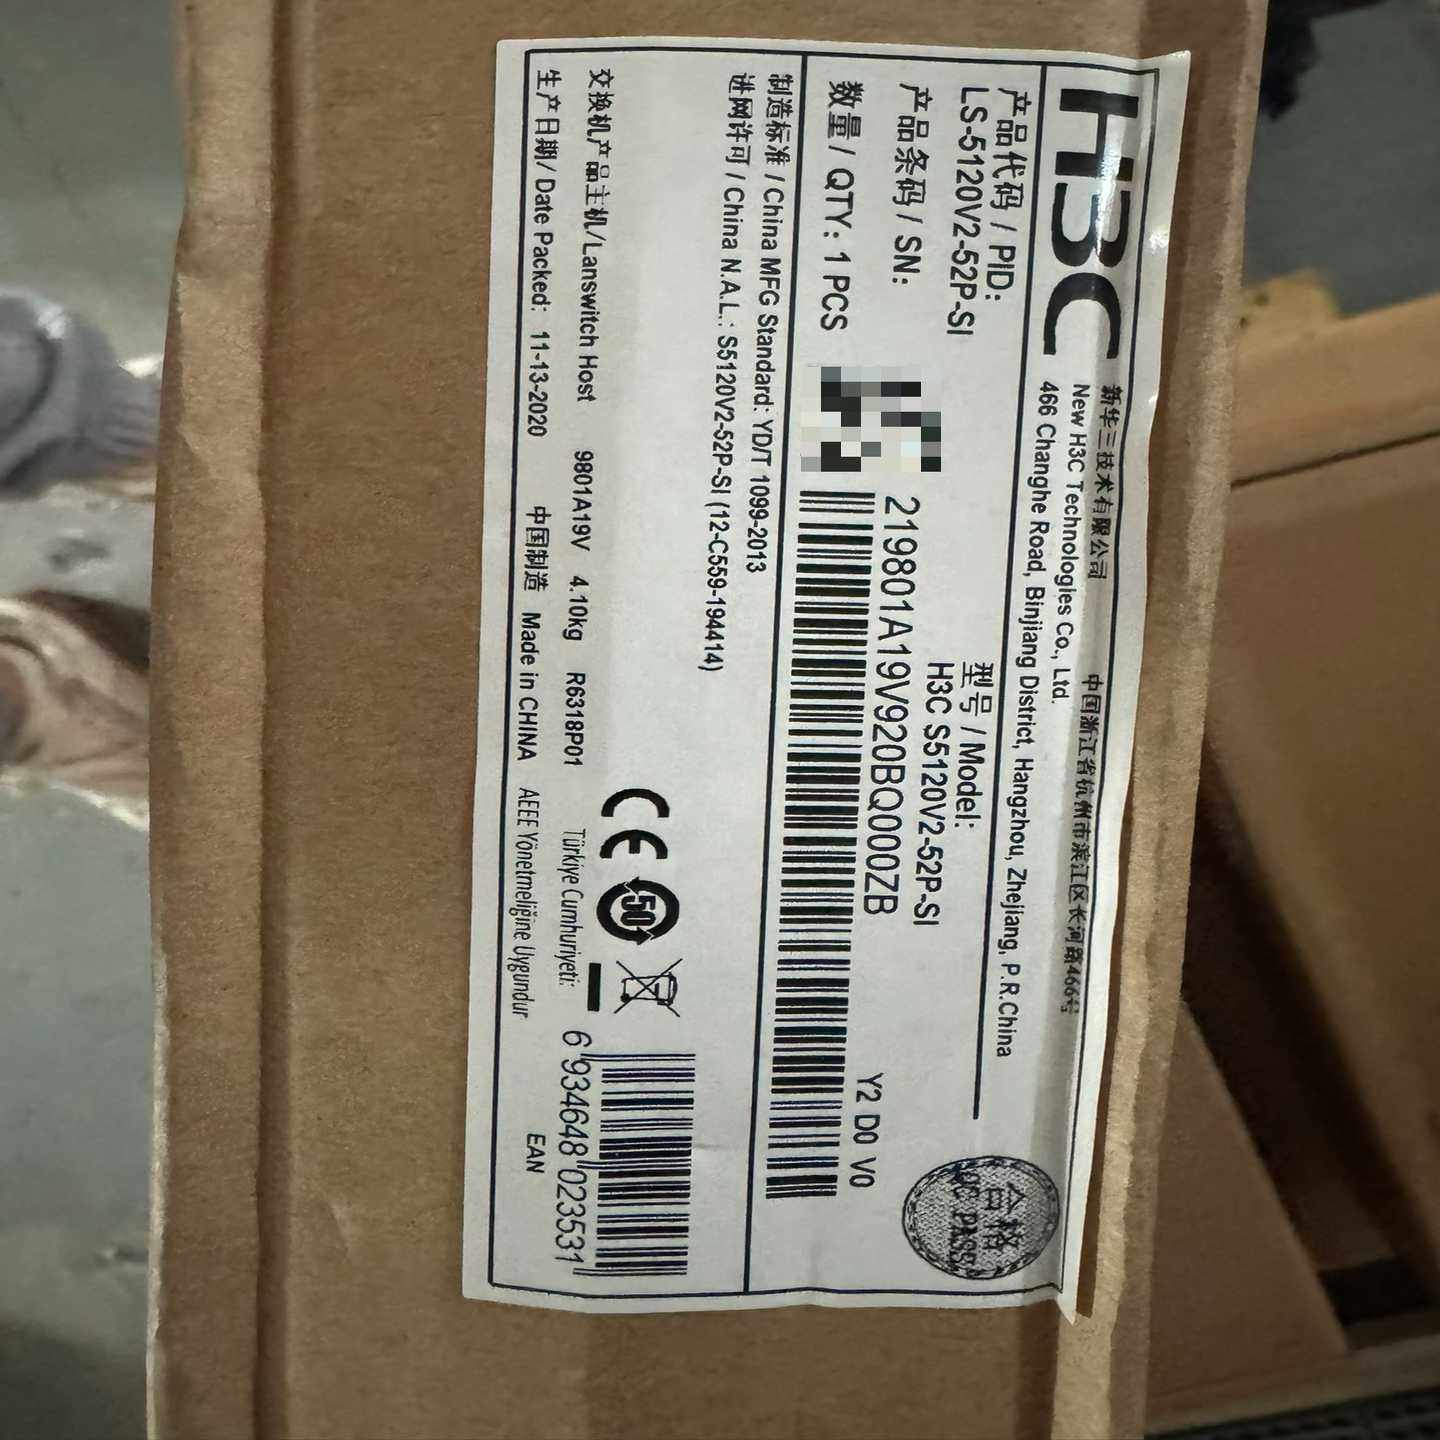 H3C
新华三技术有限公司 中国浙江省杭州市滨江区长河路466号
New H3C Technologies Co., Ltd.
466 Changhe Road, Binjiang District, Hangzhou, Zhejiang, P.R.China
产品代码 / PID:
LS-5120V2-52P-SI
型号 / Model:
H3C S5120V2-52P-SI
合格
QC PASS
产品条码 / SN:
219801A19V920BQ000ZB
Y2 D0 V0
数量 / QTY: 1 PCS
制造标准 / China MFG Standard: YD/T 1099-2013
进网许可 / China N.A.L.: S5120V2-52P-SI (12-C559-194414)
CE
50
交换机产品主机/Lanswitch Host 9801A19V 4.10kg R6318P01
Türkiye Cumhuriyeti:
生产日期/ Date Packed: 11-13-2020 中国制造 Made in CHINA
AEEE Yönetmeliğine Uygundur
6 934648 023531
EAN